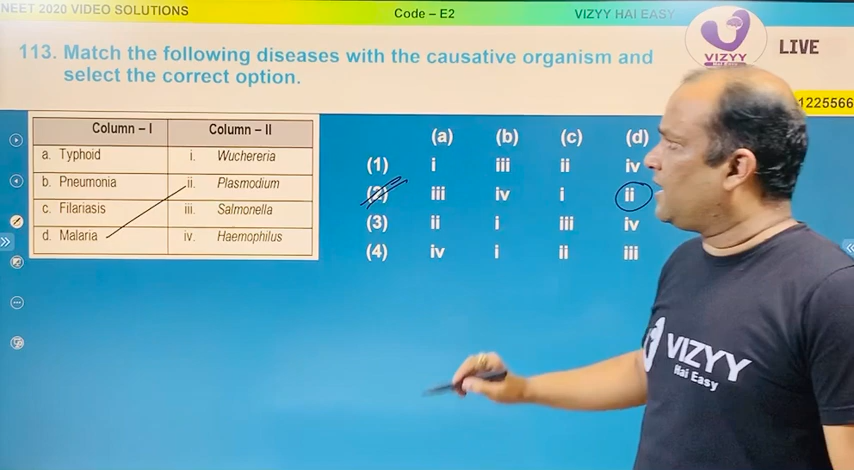 NEET 2020 VIDEO SOLUTIONS Code – E2 VIZYY HAI EASY
VIZYY
Hai Easy
LIVE
1225566
113. Match the following diseases with the causative organism and
select the correct option.
Column – I Column – II
a. Typhoid i. Wuchereria
b. Pneumonia ii. Plasmodium
c. Filariasis iii. Salmonella
d. Malaria iv. Haemophilus
(a) (b) (c) (d)
(1) i iii ii iv
(2) iii iv i ii
(3) ii i iii iv
(4) iv i ii iii
VIZYY
Hai Easy